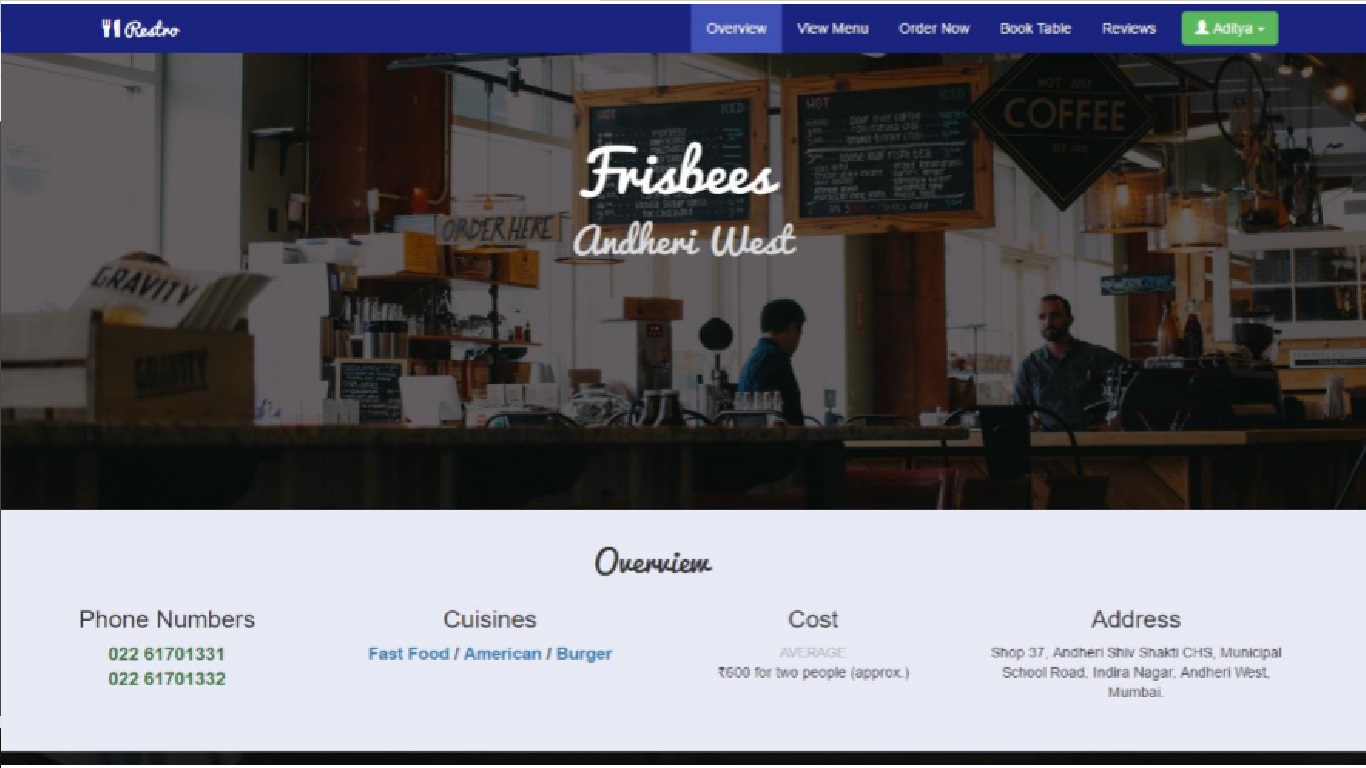 Restro
Overview View Menu Order Now Book Table Reviews Aditya
HOT ICED
HOT ICED
NOT JUST
COFFEE
EST. 2011
Frisbees
ORDER HERE
Andheri West
GRAVITY
GRAVITY
Overview
Phone Numbers Cuisines Cost Address
022 61701331 Fast Food / American / Burger AVERAGE Shop 37, Andheri Shiv Shakti CHS, Municipal
022 61701332 ₹600 for two people (approx.) School Road, Indira Nagar, Andheri West,
Mumbai.